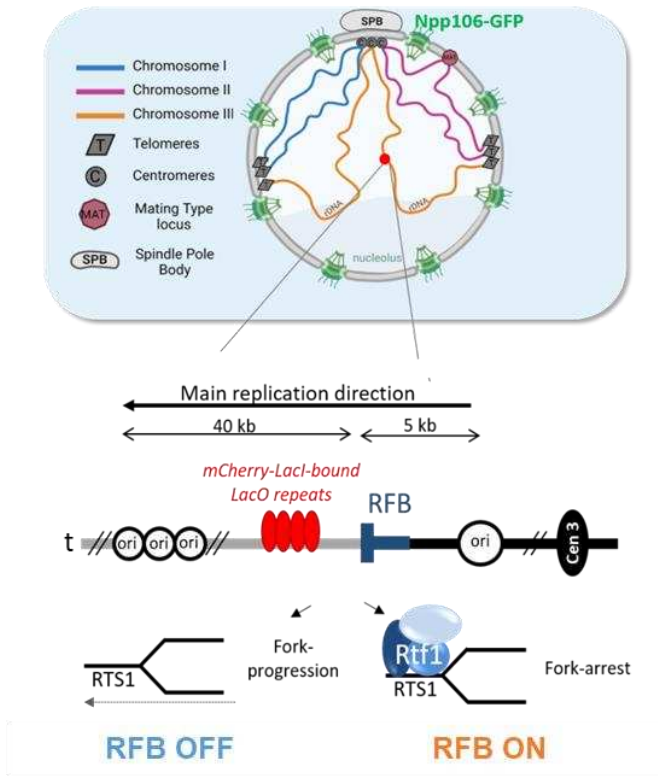 SPB
Npp106-GFP
C C C
MAT
Chromosome I
Chromosome II
Chromosome III
T
Telomeres
C
Centromeres
MAT
Mating Type
locus
SPB
Spindle Pole
Body
T
T
T
T
T
T
rDNA
rDNA
nucleolus
Main replication direction
40 kb
5 kb
mCherry-LacI-bound
LacO repeats
RFB
t
ori
ori
ori
ori
Cen 3
Fork-
progression
RTS1
Rtf1
RTS1
Fork-arrest
RFB OFF
RFB ON